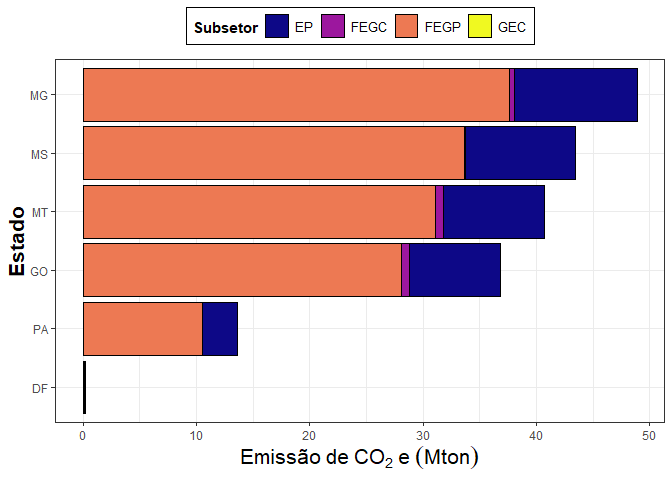 Subsetor EP FEGC FEGP GEC
Estado
MG
MS
MT
GO
PA
DF
0 10 20 30 40 50
Emissão de CO₂ e (Mton)